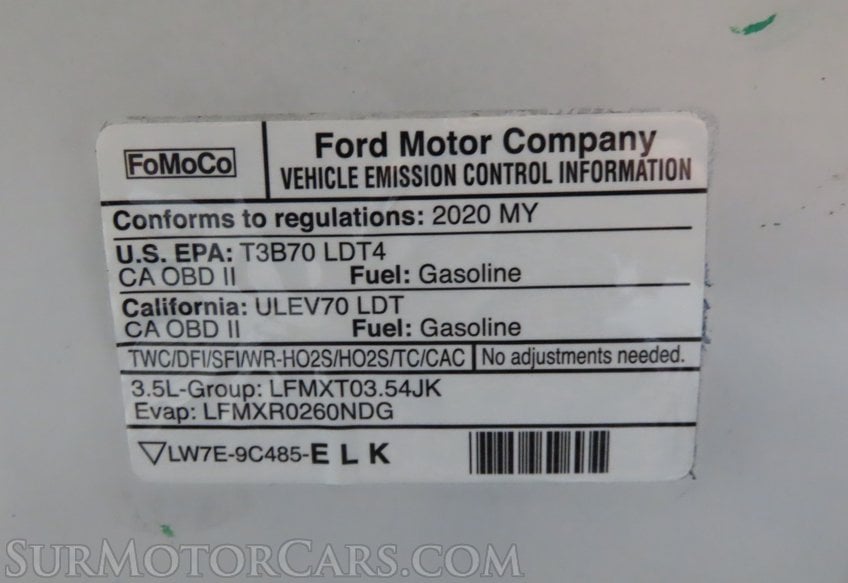 FoMoCo
Ford Motor Company
VEHICLE EMISSION CONTROL INFORMATION
Conforms to regulations: 2020 MY
U.S. EPA: T3B70 LDT4
CA OBD II Fuel: Gasoline
California: ULEV70 LDT
CA OBD II Fuel: Gasoline
TWC/DFI/SFI/WR-HO2S/HO2S/TC/CAC No adjustments needed.
3.5L-Group: LFMXT03.54JK
Evap: LFMXR0260NDG
LW7E-9C485-E L K
SurMotorCars.com